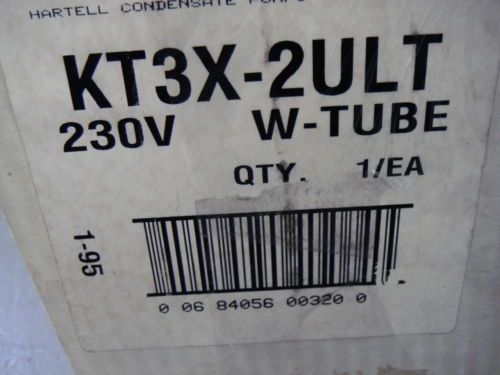 HARTELL CONDENSATE PUMPS
KT3X-2ULT
230V W-TUBE
QTY. 1/EA
1-95
0 06 84056 00320 0